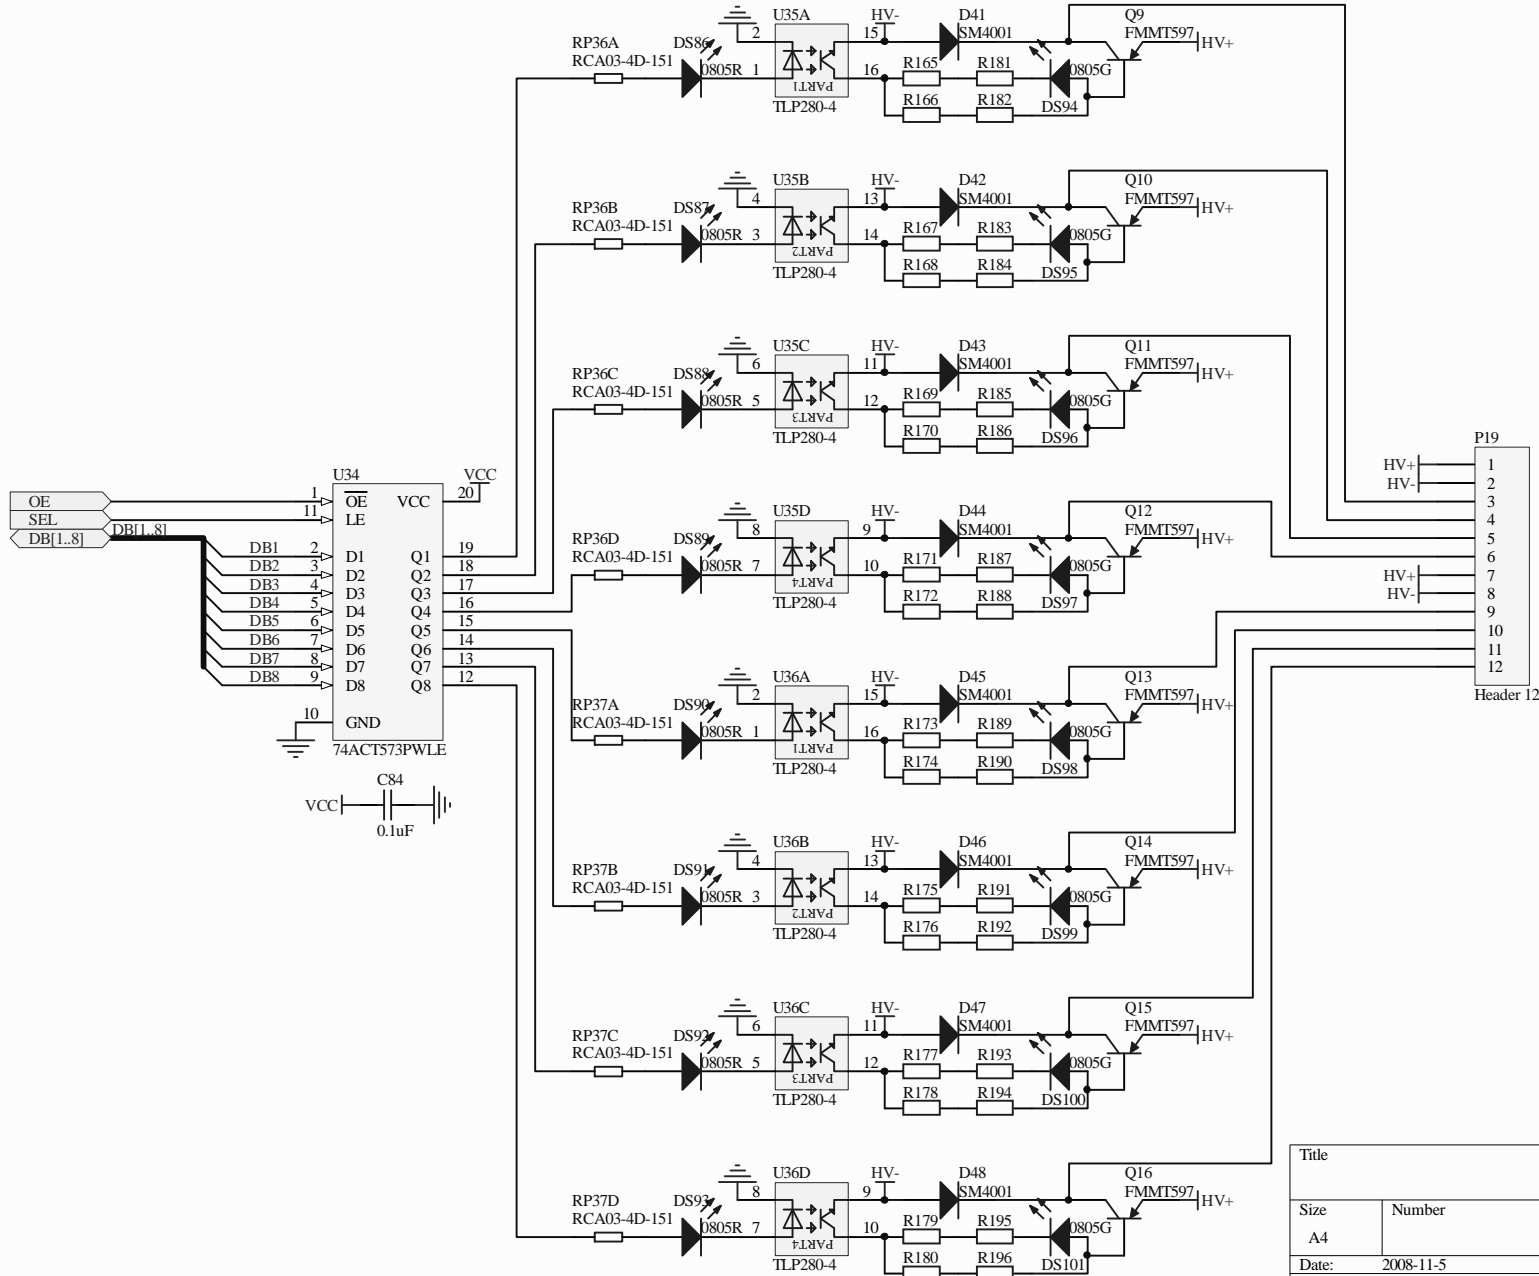 U35A HV- D41 Q9
2 15 SM4001 FMMT597 HV+
RP36A DS86
RCA03-4D-151 0805R 1 16 R165 R181 0805G
PART1 R166 R182 DS94
TLP280-4
U35B HV- D42 Q10
4 13 SM4001 FMMT597 HV+
RP36B DS87
RCA03-4D-151 0805R 3 14 R167 R183 0805G
PART2 R168 R184 DS95
TLP280-4
U35C HV- D43 Q11
6 11 SM4001 FMMT597 HV+
RP36C DS88
RCA03-4D-151 0805R 5 12 R169 R185 0805G
PART3 R170 R186 DS96
TLP280-4
U35D HV- D44 Q12
8 9 SM4001 FMMT597 HV+
RP36D DS89
RCA03-4D-151 0805R 7 10 R171 R187 0805G
PART4 R172 R188 DS97
TLP280-4
U36A HV- D45 Q13
2 15 SM4001 FMMT597 HV+
RP37A DS90
RCA03-4D-151 0805R 1 16 R173 R189 0805G
PART1 R174 R190 DS98
TLP280-4
U36B HV- D46 Q14
4 13 SM4001 FMMT597 HV+
RP37B DS91
RCA03-4D-151 0805R 3 14 R175 R191 0805G
PART2 R176 R192 DS99
TLP280-4
U36C HV- D47 Q15
6 11 SM4001 FMMT597 HV+
RP37C DS92
RCA03-4D-151 0805R 5 12 R177 R193 0805G
PART3 R178 R194 DS100
TLP280-4
U36D HV- D48 Q16
8 9 SM4001 FMMT597 HV+
RP37D DS93
RCA03-4D-151 0805R 7 10 R179 R195 0805G
PART4 R180 R196 DS101
TLP280-4
U34 VCC
OE 1 OE VCC 20
SEL 11 LE
DB[1..8] DB[1..8]
DB1 2 D1 Q1 19
DB2 3 D2 Q2 18
DB3 4 D3 Q3 17
DB4 5 D4 Q4 16
DB5 6 D5 Q5 15
DB6 7 D6 Q6 14
DB7 8 D7 Q7 13
DB8 9 D8 Q8 12
10 GND
74ACT573PWLE
C84
VCC
0.1uF
P19
HV+ 1
HV- 2
3
4
5
6
HV+ 7
HV- 8
9
10
11
12
Header 12
Title
Size Number
A4
Date: 2008-11-5